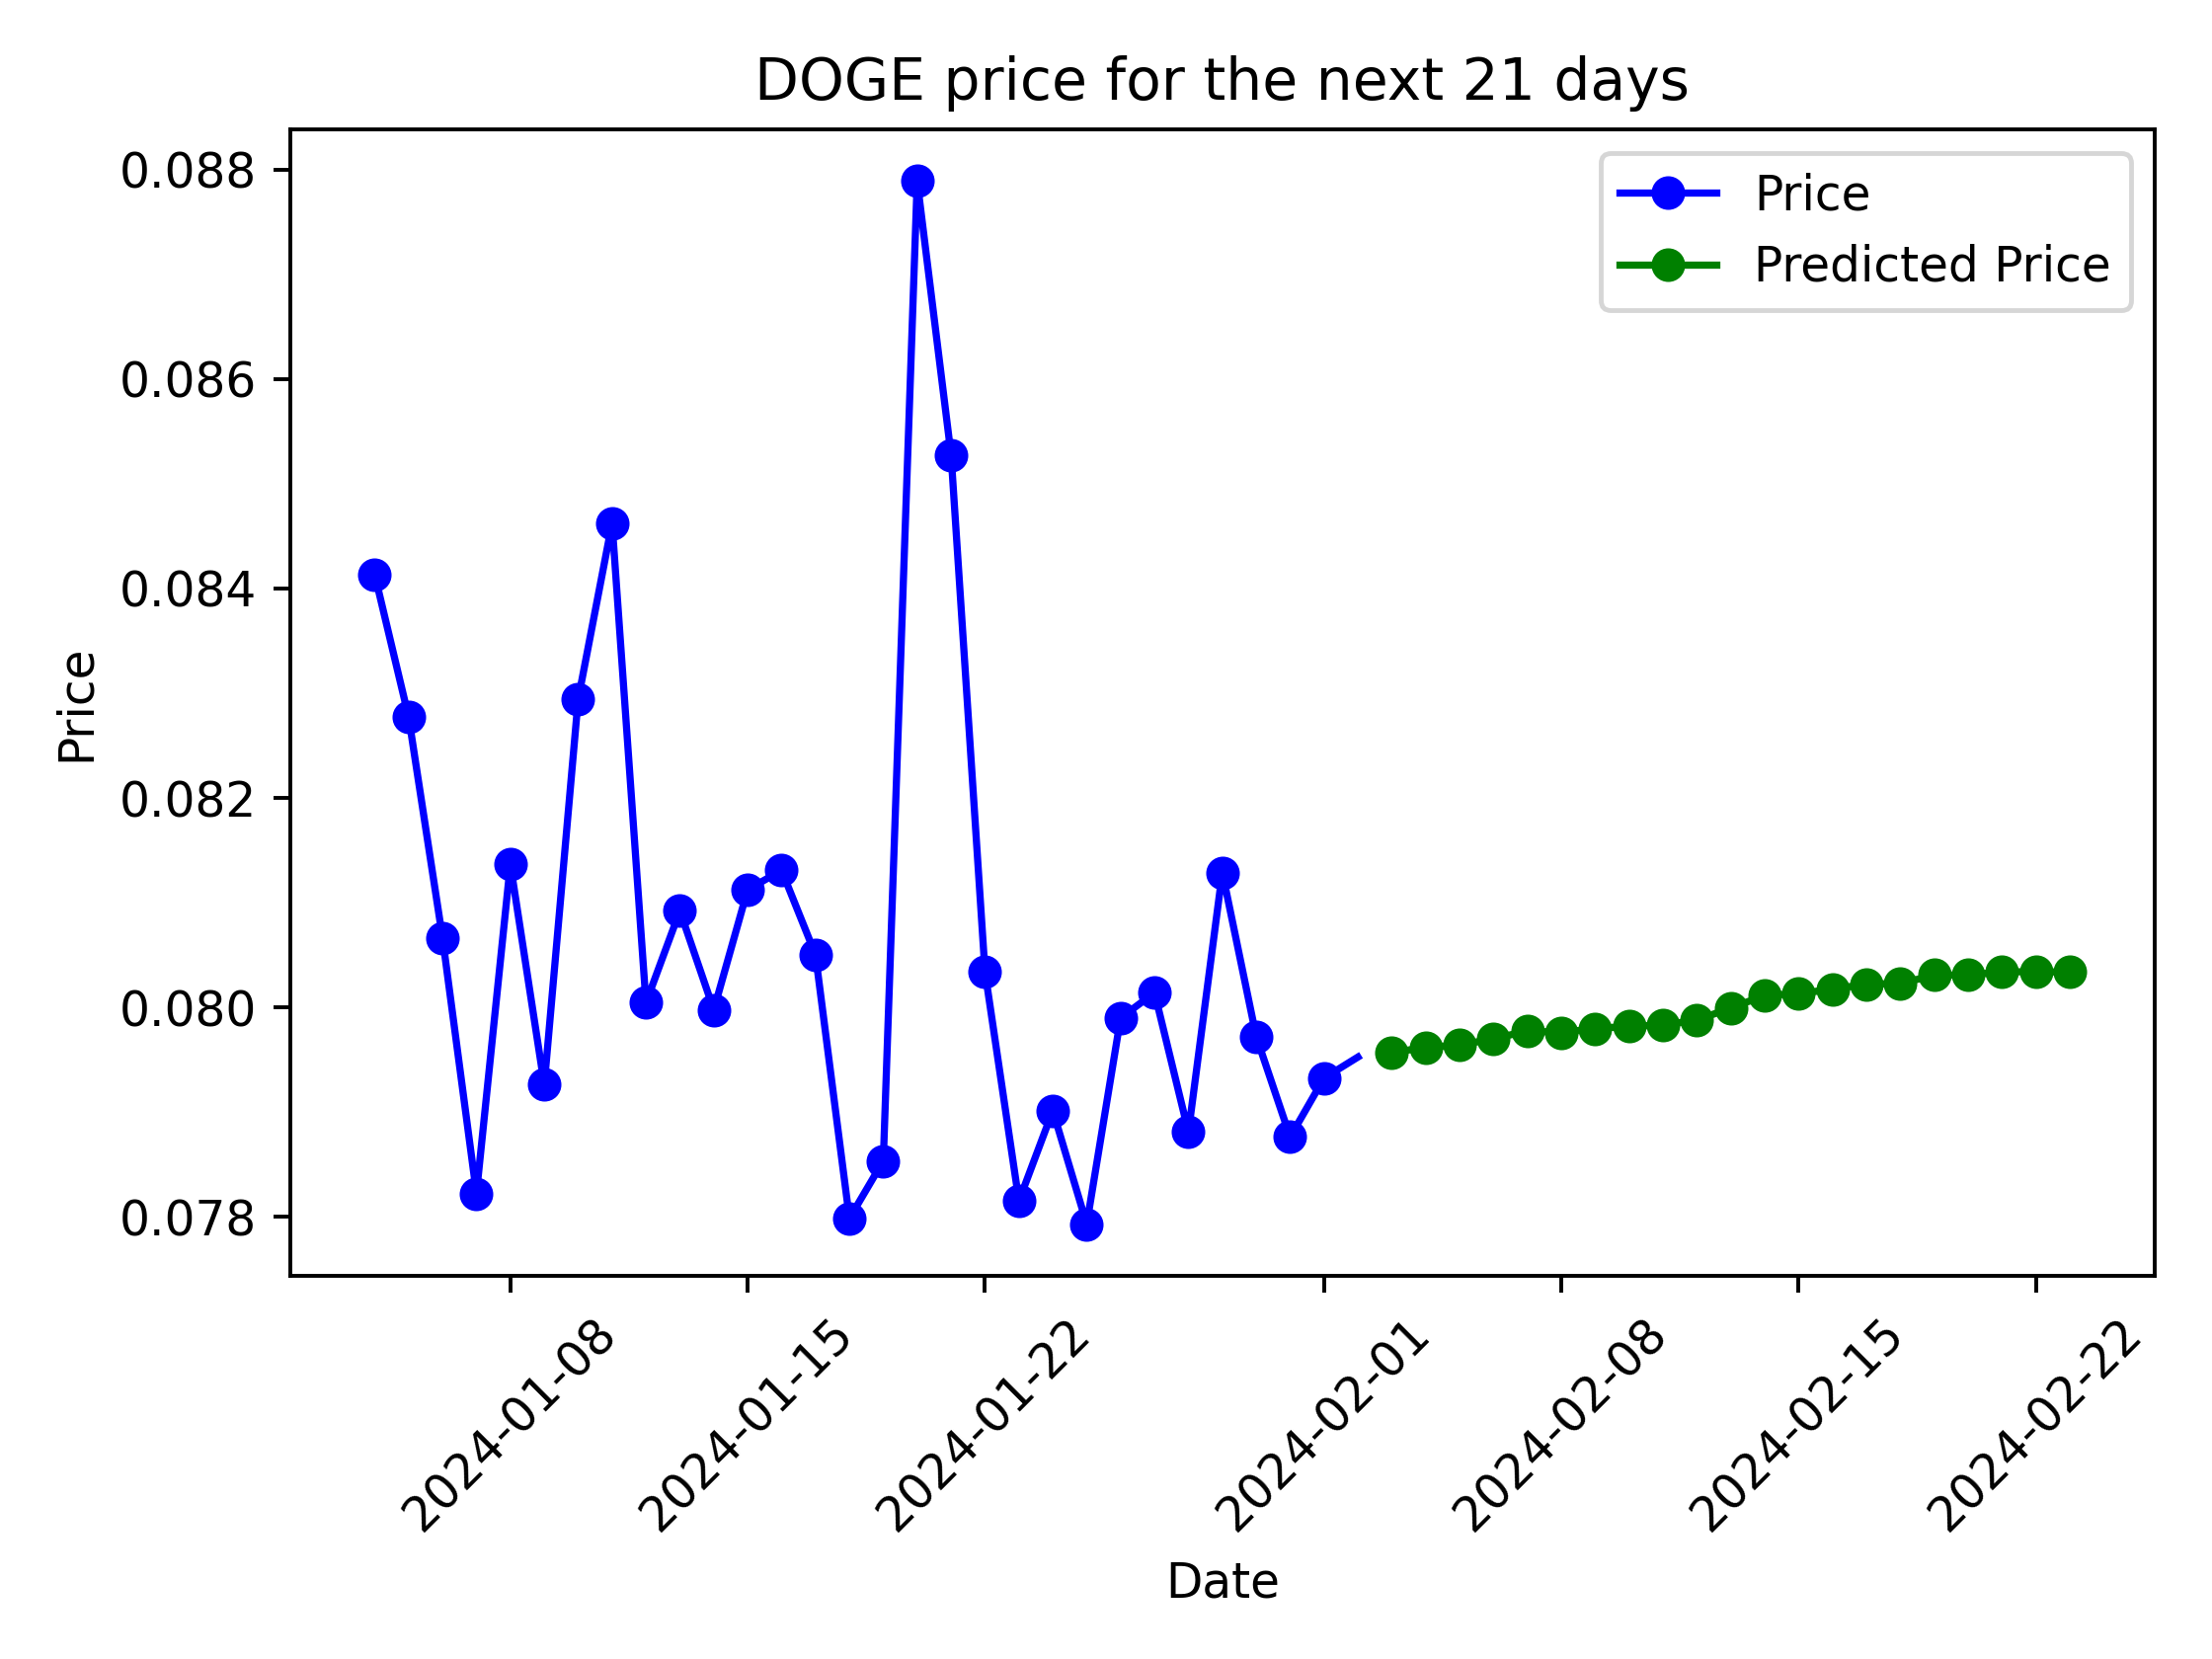 DOGE price for the next 21 days
Price
Predicted Price
0.088
0.086
0.084
0.082
0.080
0.078
Price
2024-01-08
2024-01-15
2024-01-22
2024-02-01
2024-02-08
2024-02-15
2024-02-22
Date